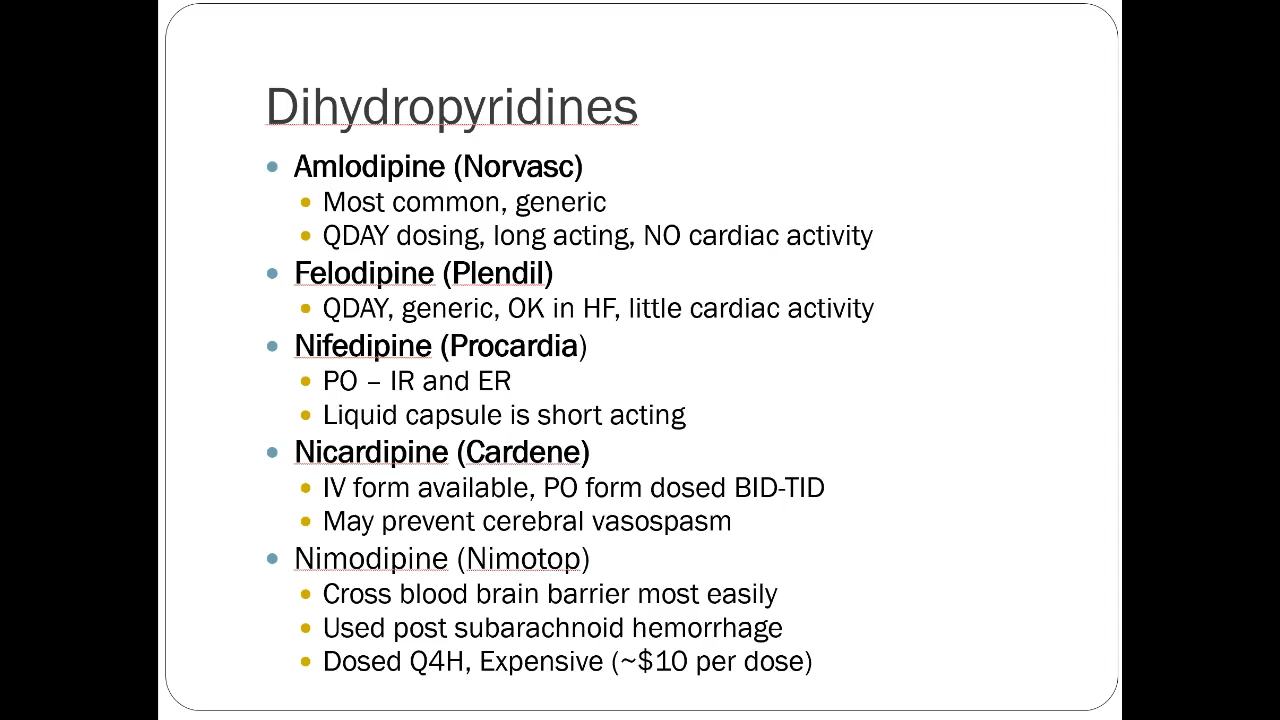 Dihydropyridines
• Amlodipine (Norvasc)
• Most common, generic
• QDAY dosing, long acting, NO cardiac activity
• Felodipine (Plendil)
• QDAY, generic, OK in HF, little cardiac activity
• Nifedipine (Procardia)
• PO – IR and ER
• Liquid capsule is short acting
• Nicardipine (Cardene)
• IV form available, PO form dosed BID-TID
• May prevent cerebral vasospasm
• Nimodipine (Nimotop)
• Cross blood brain barrier most easily
• Used post subarachnoid hemorrhage
• Dosed Q4H, Expensive (~$10 per dose)